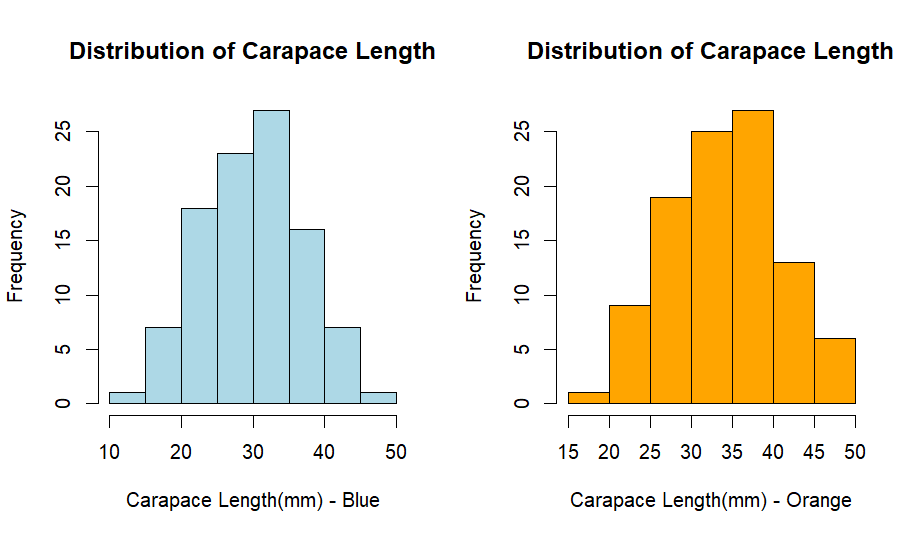 Distribution of Carapace Length
Frequency
0
5
10
15
20
25
10 20 30 40 50
Carapace Length(mm) - Blue
Distribution of Carapace Length
Frequency
0
5
10
15
20
25
15 20 25 30 35 40 45 50
Carapace Length(mm) - Orange